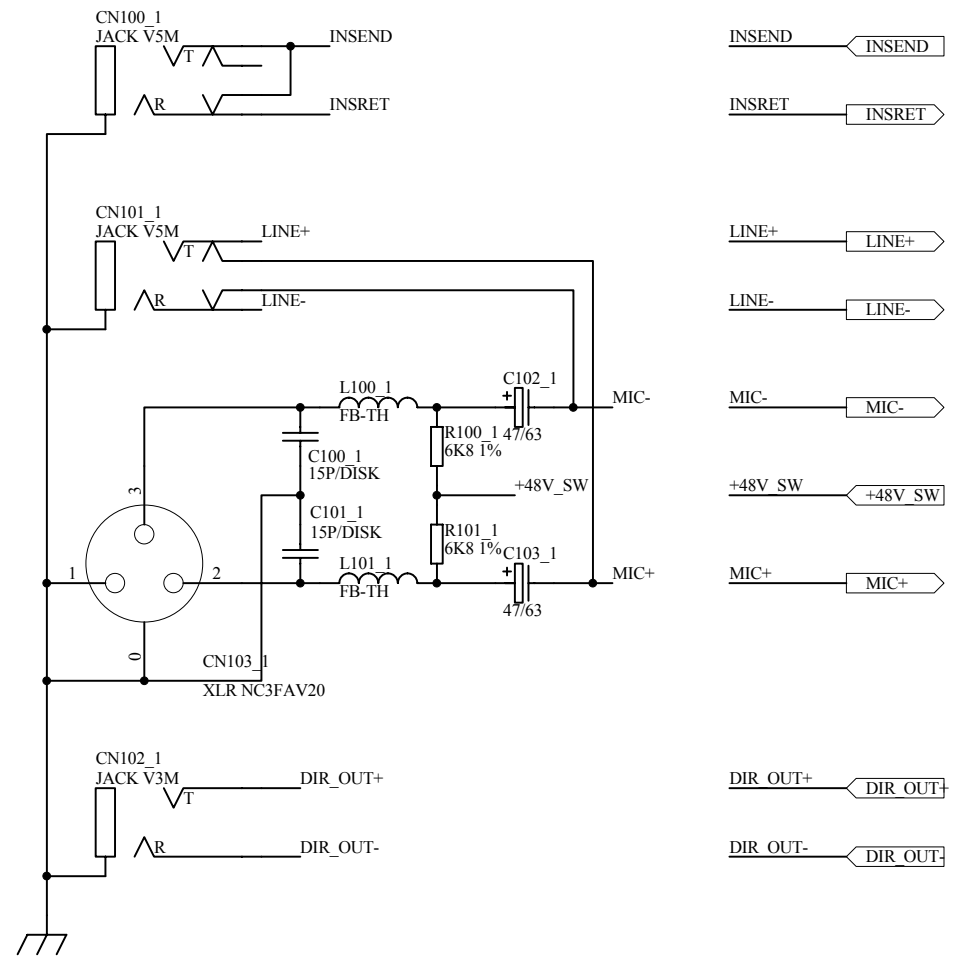 CN100_1
JACK V5M
T
INSEND
R
INSRET
INSEND
INSEND
INSRET
INSRET
CN101_1
JACK V5M
T
LINE+
R
LINE-
LINE+
LINE+
LINE-
LINE-
L100_1
FB-TH
C102_1
+
47/63
MIC-
MIC-
MIC-
R100_1
6K8 1%
C100_1
15P/DISK
+48V_SW
+48V_SW
+48V_SW
C101_1
15P/DISK
R101_1
6K8 1%
L101_1
FB-TH
C103_1
+
47/63
MIC+
MIC+
MIC+
3
1
2
0
CN103_1
XLR NC3FAV20
CN102_1
JACK V3M
T
DIR_OUT+
R
DIR_OUT-
DIR_OUT+
DIR_OUT+
DIR_OUT-
DIR_OUT-